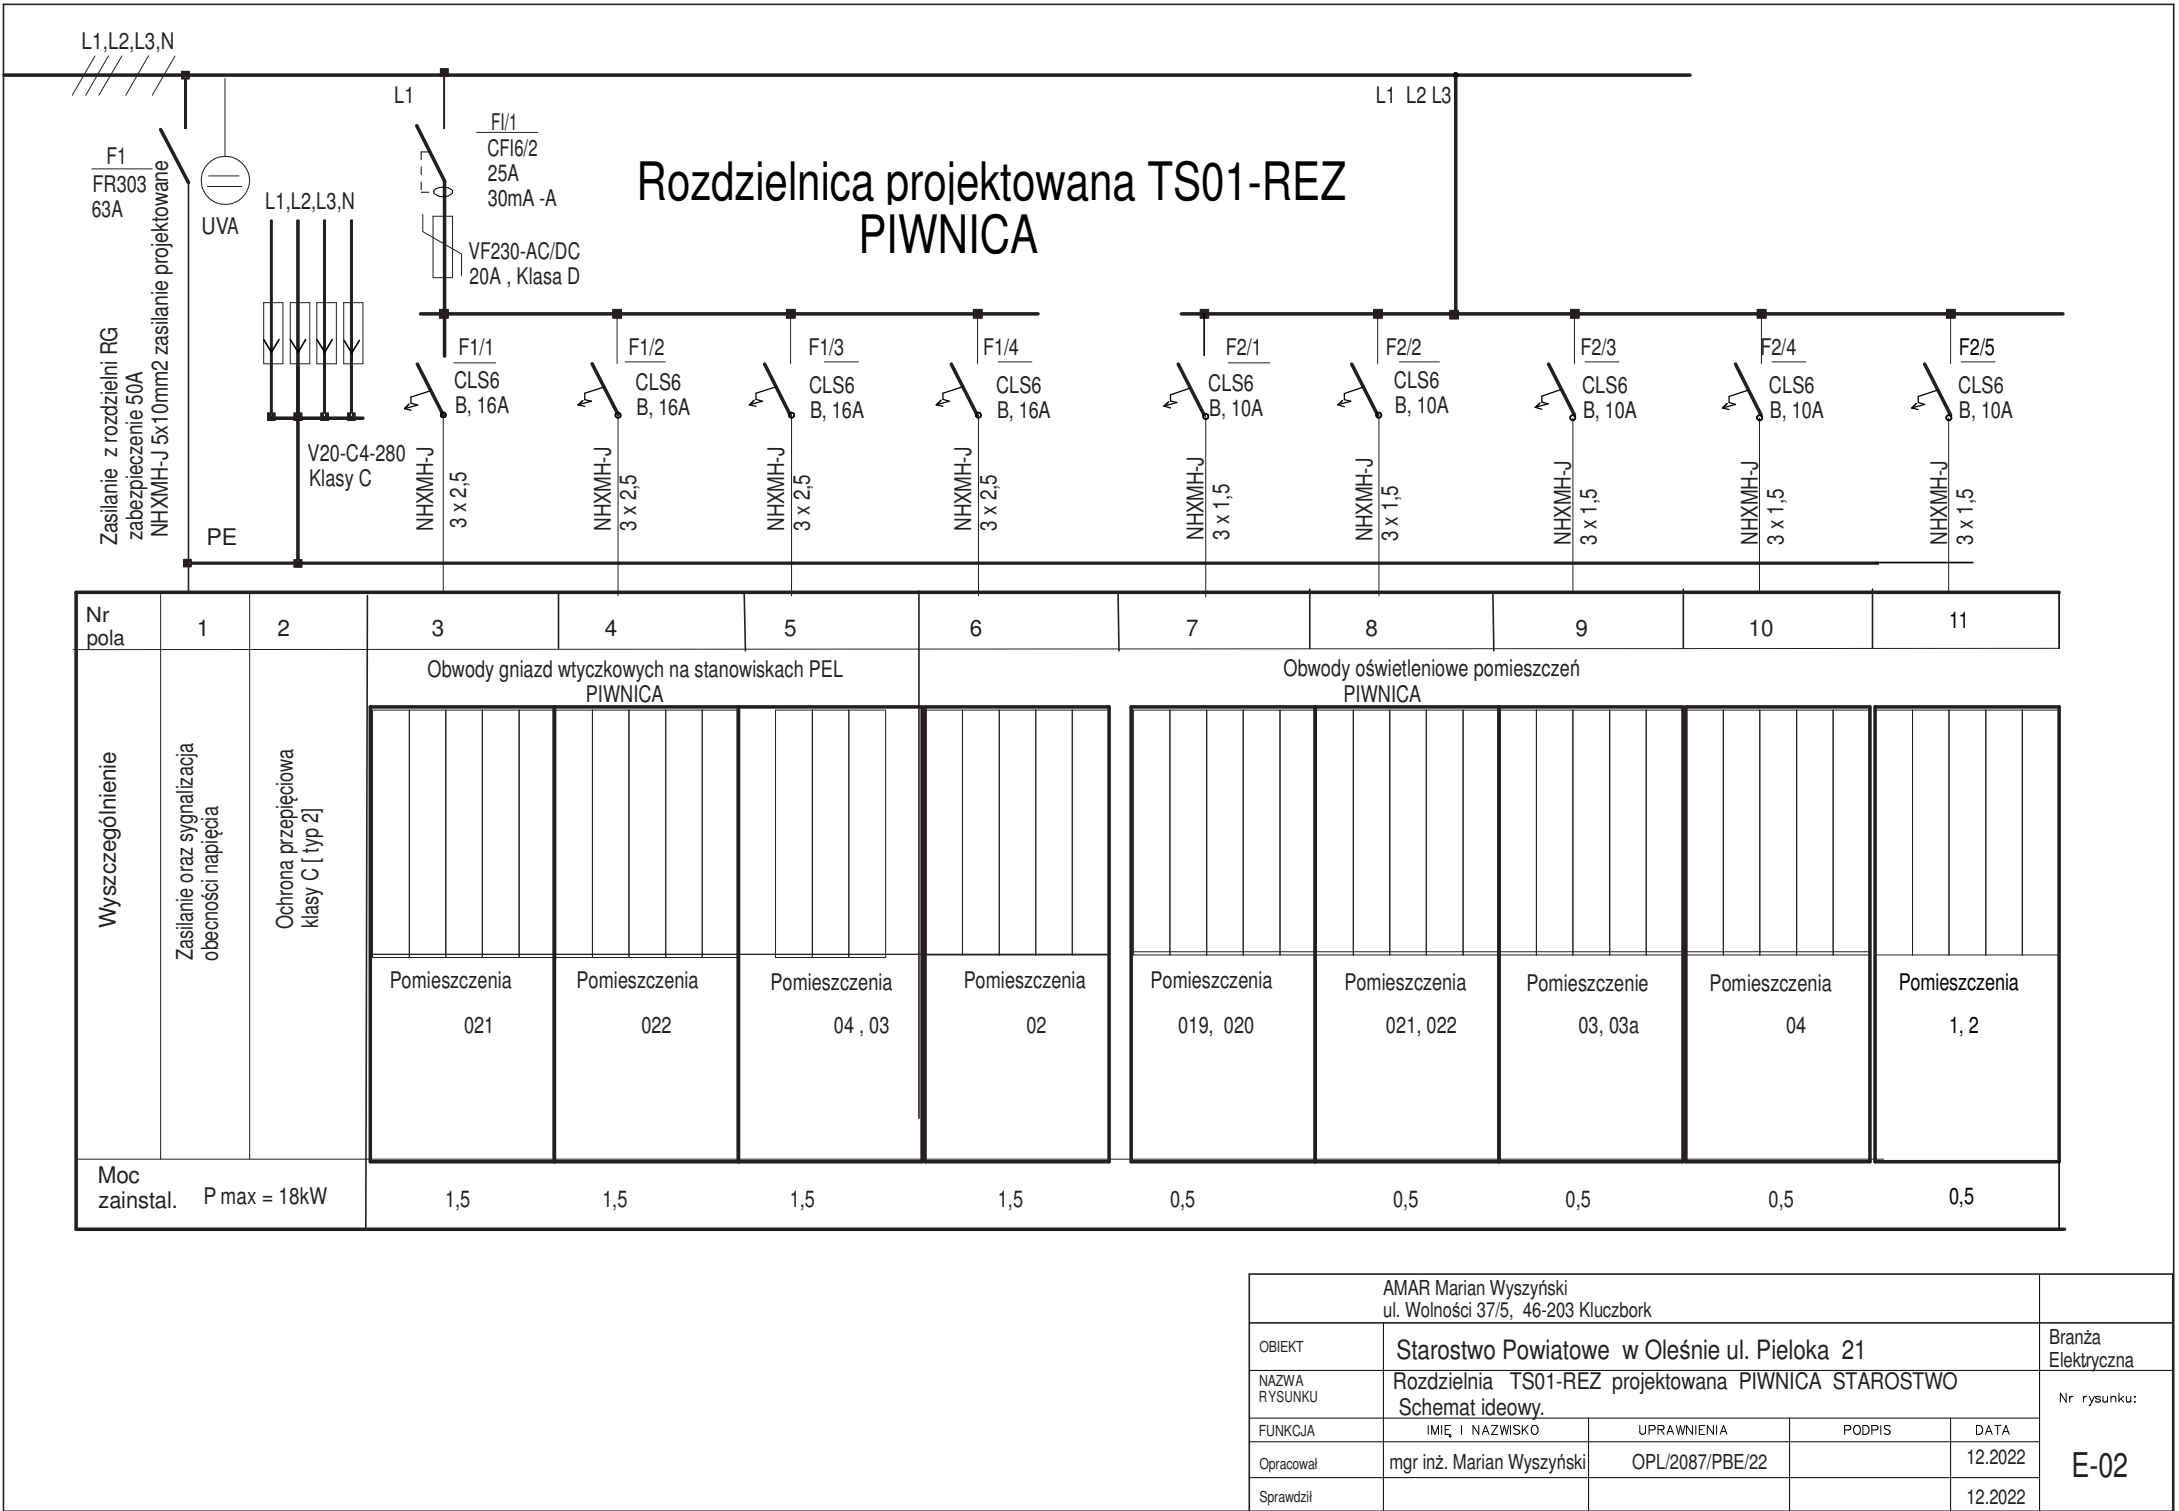 L1,L2,L3,N
L1
L1 L2 L3
F1
FR303
63A
UVA
FI/1
CFI6/2
25A
30mA -A
VF230-AC/DC
20A , Klasa D
Rozdzielnica projektowana TS01-REZ
PIWNICA
Zasilanie z rozdzielni RG
zabezpieczenie 50A
NHXMH-J 5x10mm2 zasilanie projektowane
L1,L2,L3,N
V20-C4-280
Klasy C
PE
F1/1
CLS6
B, 16A
NHXMH-J
3 x 2,5
F1/2
CLS6
B, 16A
NHXMH-J
3 x 2,5
F1/3
CLS6
B, 16A
NHXMH-J
3 x 2,5
F1/4
CLS6
B, 16A
NHXMH-J
3 x 2,5
F2/1
CLS6
B, 10A
NHXMH-J
3 x 1,5
F2/2
CLS6
B, 10A
NHXMH-J
3 x 1,5
F2/3
CLS6
B, 10A
NHXMH-J
3 x 1,5
F2/4
CLS6
B, 10A
NHXMH-J
3 x 1,5
F2/5
CLS6
B, 10A
NHXMH-J
3 x 1,5
Nr
pola
1 2 3 4 5 6 7 8 9 10 11
Wyszczególnienie
Zasilanie oraz sygnalizacja
obecności napięcia
Ochrona przepięciowa
klasy C [ typ 2]
Obwody gniazd wtyczkowych na stanowiskach PEL
PIWNICA
Obwody oświetleniowe pomieszczeń
PIWNICA
Pomieszczenia
021
Pomieszczenia
022
Pomieszczenia
04 , 03
Pomieszczenia
02
Pomieszczenia
019, 020
Pomieszczenia
021, 022
Pomieszczenie
03, 03a
Pomieszczenia
04
Pomieszczenia
1, 2
Moc
zainstal. P max = 18kW
1,5 1,5 1,5 1,5 0,5 0,5 0,5 0,5 0,5
AMAR Marian Wyszyński
ul. Wolności 37/5, 46-203 Kluczbork
OBIEKT
Starostwo Powiatowe w Oleśnie ul. Pieloka 21
Branża
Elektryczna
NAZWA
RYSUNKU
Rozdzielnia TS01-REZ projektowana PIWNICA STAROSTWO
Schemat ideowy.
Nr rysunku:
E-02
FUNKCJA IMIĘ I NAZWISKO UPRAWNIENIA PODPIS DATA
Opracował mgr inż. Marian Wyszyński OPL/2087/PBE/22 12.2022
Sprawdził 12.2022